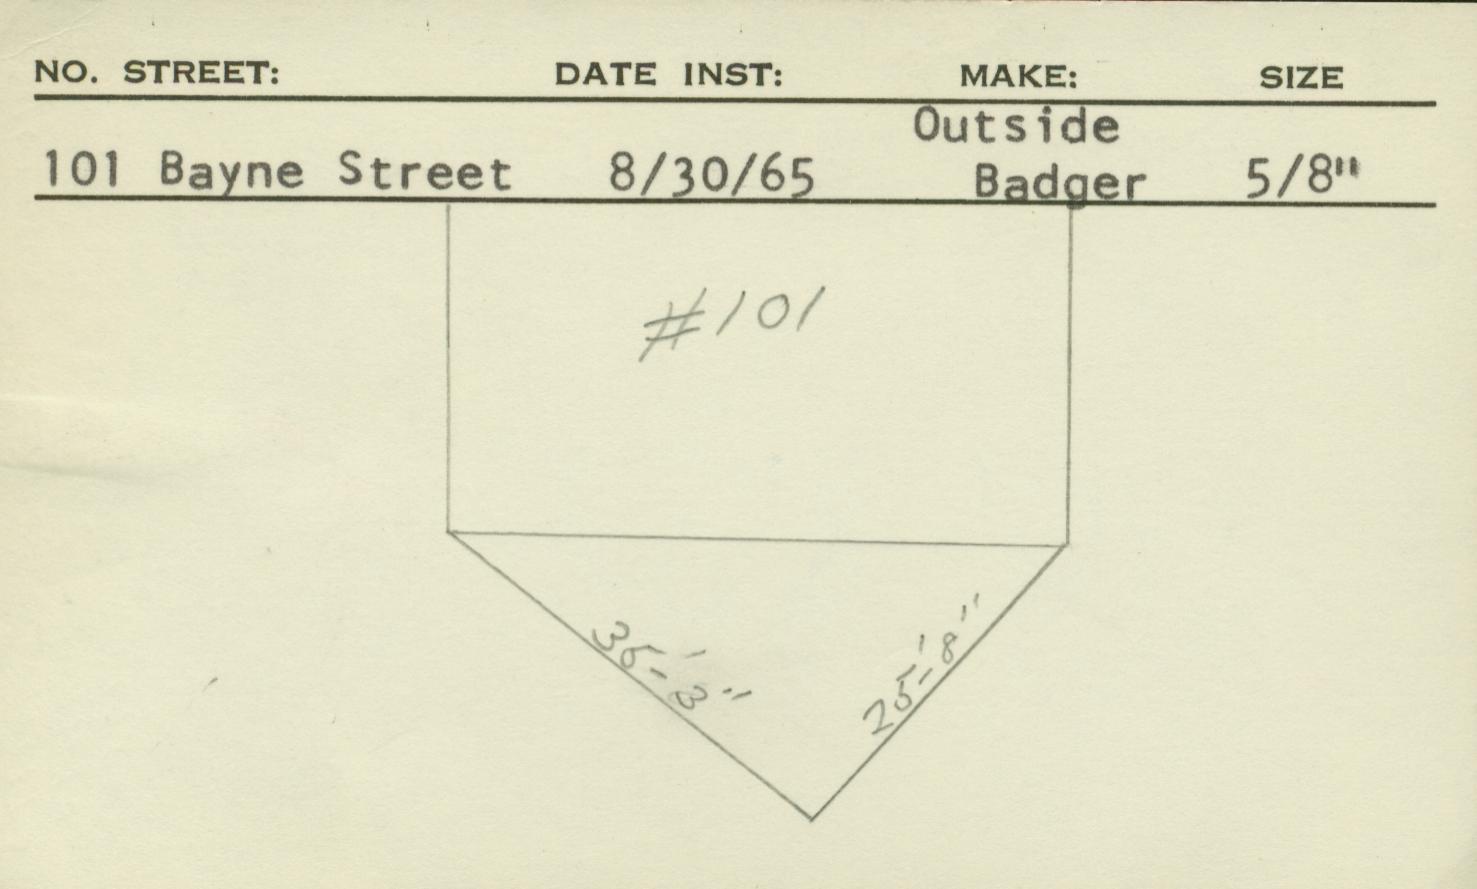 NO. STREET: DATE INST: MAKE: SIZE
Outside
101 Bayne Street 8/30/65 Badger 5/8"
#101
35'-8"
25'-8"